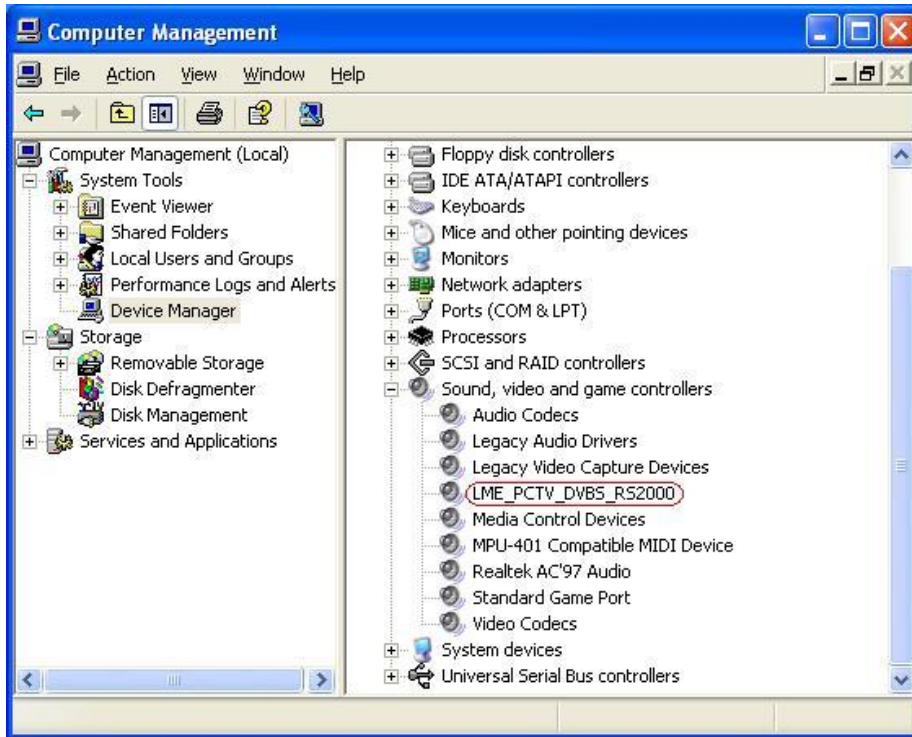 Computer Management
File Action View Window Help
Computer Management (Local)
System Tools
Event Viewer
Shared Folders
Local Users and Groups
Performance Logs and Alerts
Device Manager
Storage
Removable Storage
Disk Defragmenter
Disk Management
Services and Applications
Floppy disk controllers
IDE ATA/ATAPI controllers
Keyboards
Mice and other pointing devices
Monitors
Network adapters
Ports (COM & LPT)
Processors
SCSI and RAID controllers
Sound, video and game controllers
Audio Codecs
Legacy Audio Drivers
Legacy Video Capture Devices
LME_PCTV_DVBS_RS2000
Media Control Devices
MPU-401 Compatible MIDI Device
Realtek AC'97 Audio
Standard Game Port
Video Codecs
System devices
Universal Serial Bus controllers